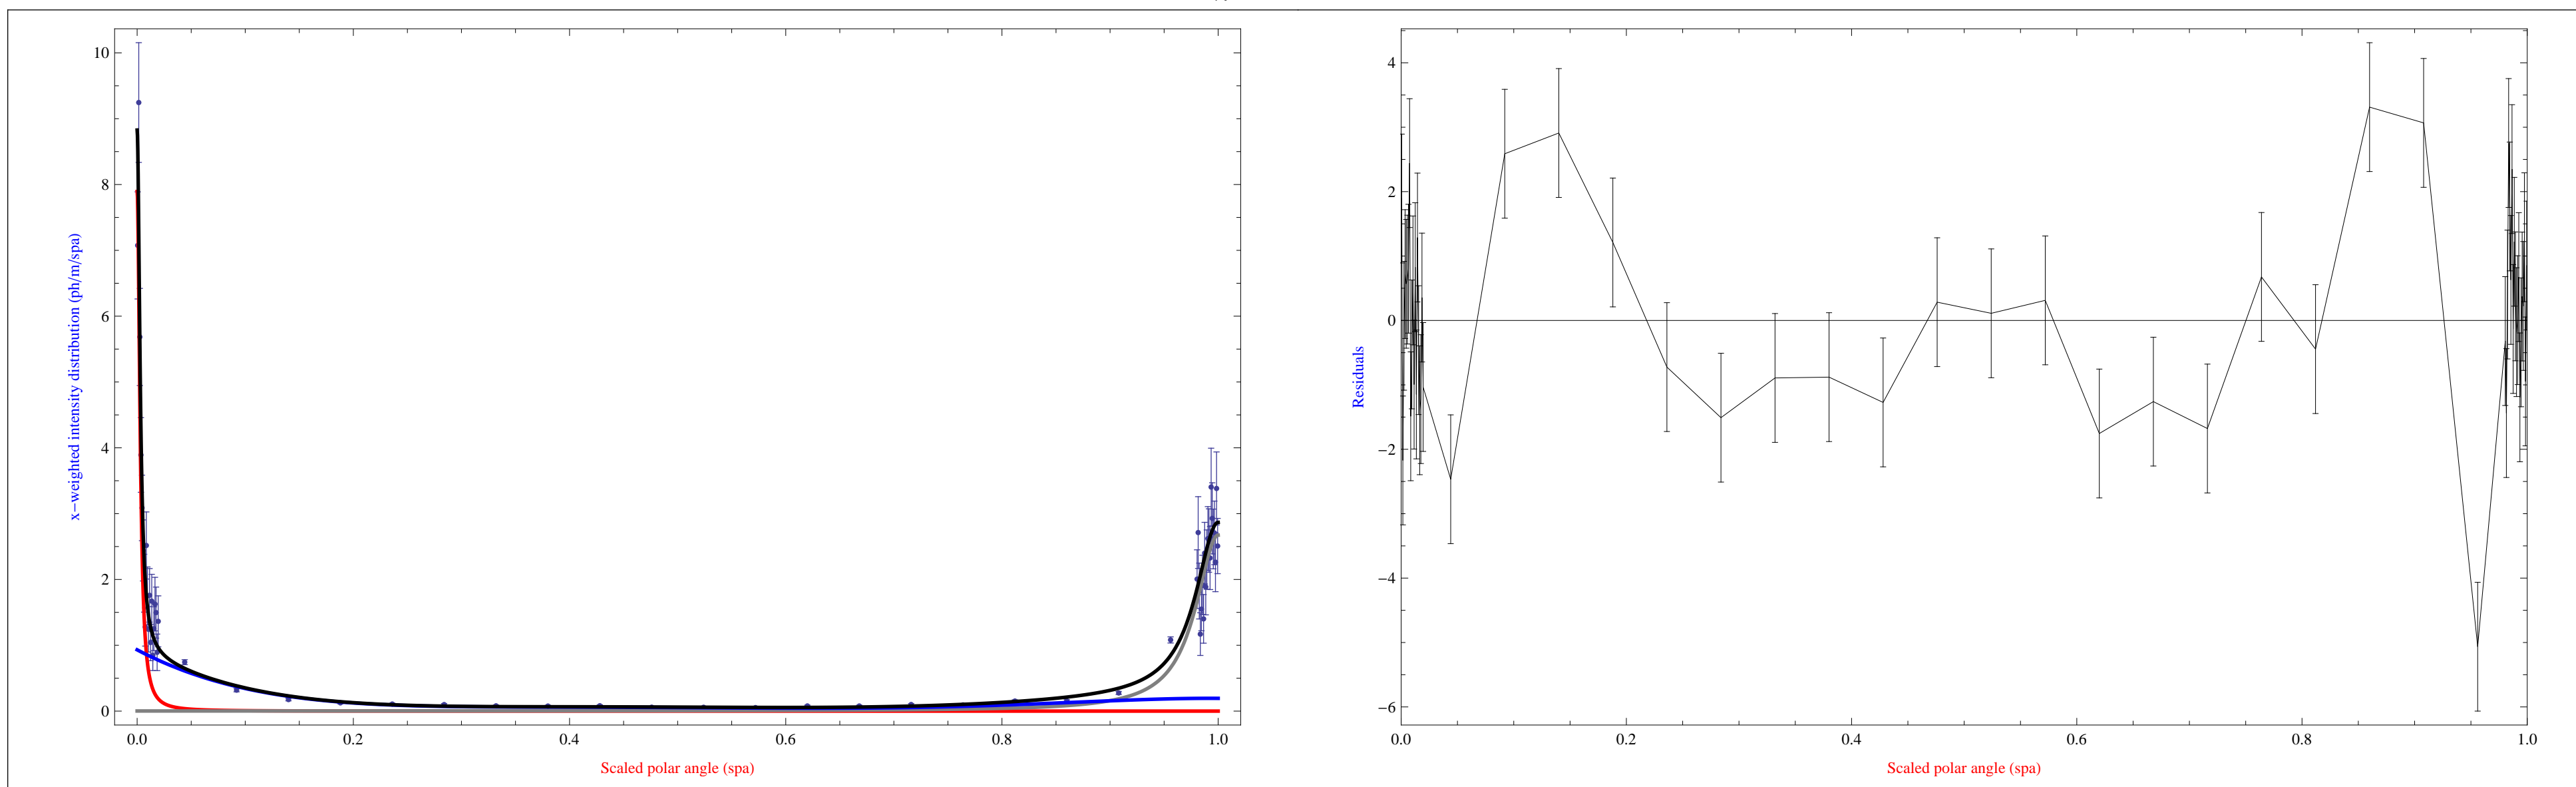 10
8
6
4
2
0
x−weighted intensity distribution (ph/m/spa)
0.0 0.2 0.4 0.6 0.8 1.0
Scaled polar angle (spa)
4
2
0
−2
−4
−6
Residuals
0.0 0.2 0.4 0.6 0.8 1.0
Scaled polar angle (spa)